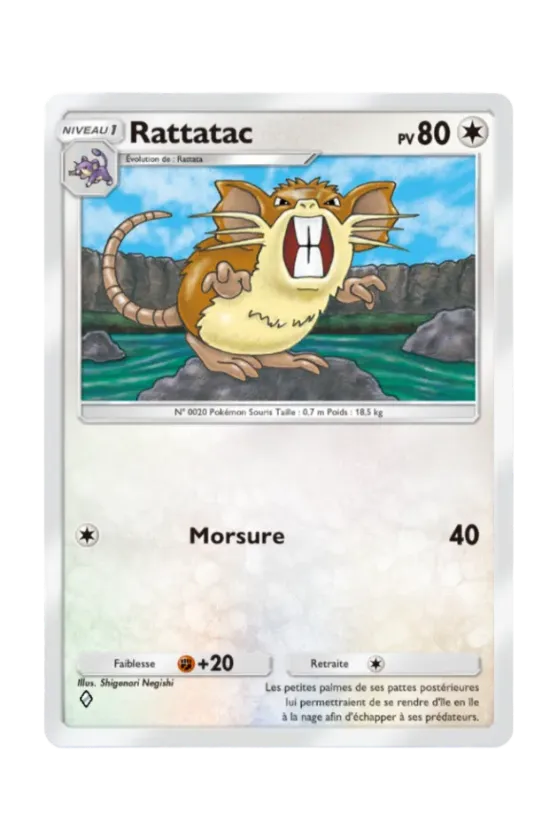 NIVEAU 1
Rattatac
PV 80
Évolution de : Rattata
N° 0020 Pokémon Souris Taille : 0,7 m Poids : 18,5 kg
Morsure 40
Faiblesse +20 Retraite
Illus. Shigenori Negishi
Les petites palmes de ses pattes postérieures
lui permettraient de se rendre d'île en île
à la nage afin d'échapper à ses prédateurs.